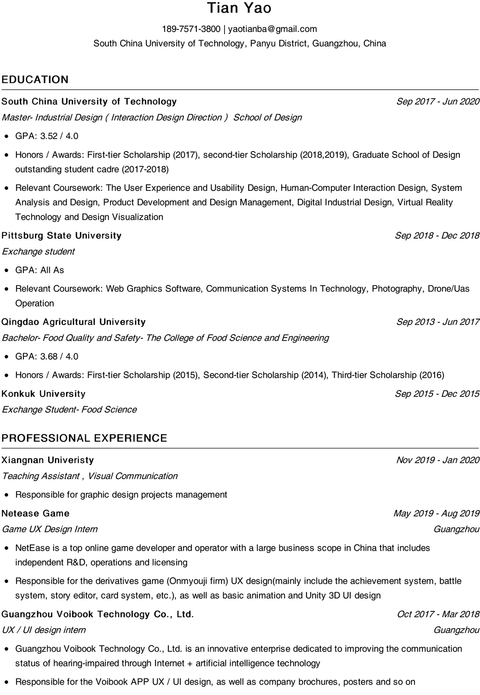 Tian Yao
189-7571-3800 | yaotianba@gmail.com
South China University of Technology, Panyu District, Guangzhou, China
EDUCATION
South China University of Technology Sep 2017 - Jun 2020
Master- Industrial Design ( Interaction Design Direction ) School of Design
• GPA: 3.52 / 4.0
• Honors / Awards: First-tier Scholarship (2017), second-tier Scholarship (2018,2019), Graduate School of Design
outstanding student cadre (2017-2018)
• Relevant Coursework: The User Experience and Usability Design, Human-Computer Interaction Design, System
Analysis and Design, Product Development and Design Management, Digital Industrial Design, Virtual Reality
Technology and Design Visualization
Pittsburg State University Sep 2018 - Dec 2018
Exchange student
• GPA: All As
• Relevant Coursework: Web Graphics Software, Communication Systems In Technology, Photography, Drone/Uas
Operation
Qingdao Agricultural University Sep 2013 - Jun 2017
Bachelor- Food Quality and Safety- The College of Food Science and Engineering
• GPA: 3.68 / 4.0
• Honors / Awards: First-tier Scholarship (2015), Second-tier Scholarship (2014), Third-tier Scholarship (2016)
Konkuk University Sep 2015 - Dec 2015
Exchange Student- Food Science
PROFESSIONAL EXPERIENCE
Xiangnan Univeristy Nov 2019 - Jan 2020
Teaching Assistant , Visual Communication
• Responsible for graphic design projects management
Netease Game May 2019 - Aug 2019
Game UX Design Intern Guangzhou
• NetEase is a top online game developer and operator with a large business scope in China that includes
independent R&D, operations and licensing
• Responsible for the derivatives game (Onmyouji firm) UX design(mainly include the achievement system, battle
system, story editor, card system, etc.), as well as basic animation and Unity 3D UI design
Guangzhou Voibook Technology Co., Ltd. Oct 2017 - Mar 2018
UX / UI design intern Guangzhou
• Guangzhou Voibook Technology Co., Ltd. is an innovative enterprise dedicated to improving the communication
status of hearing-impaired through Internet + artificial intelligence technology
• Responsible for the Voibook APP UX / UI design, as well as company brochures, posters and so on